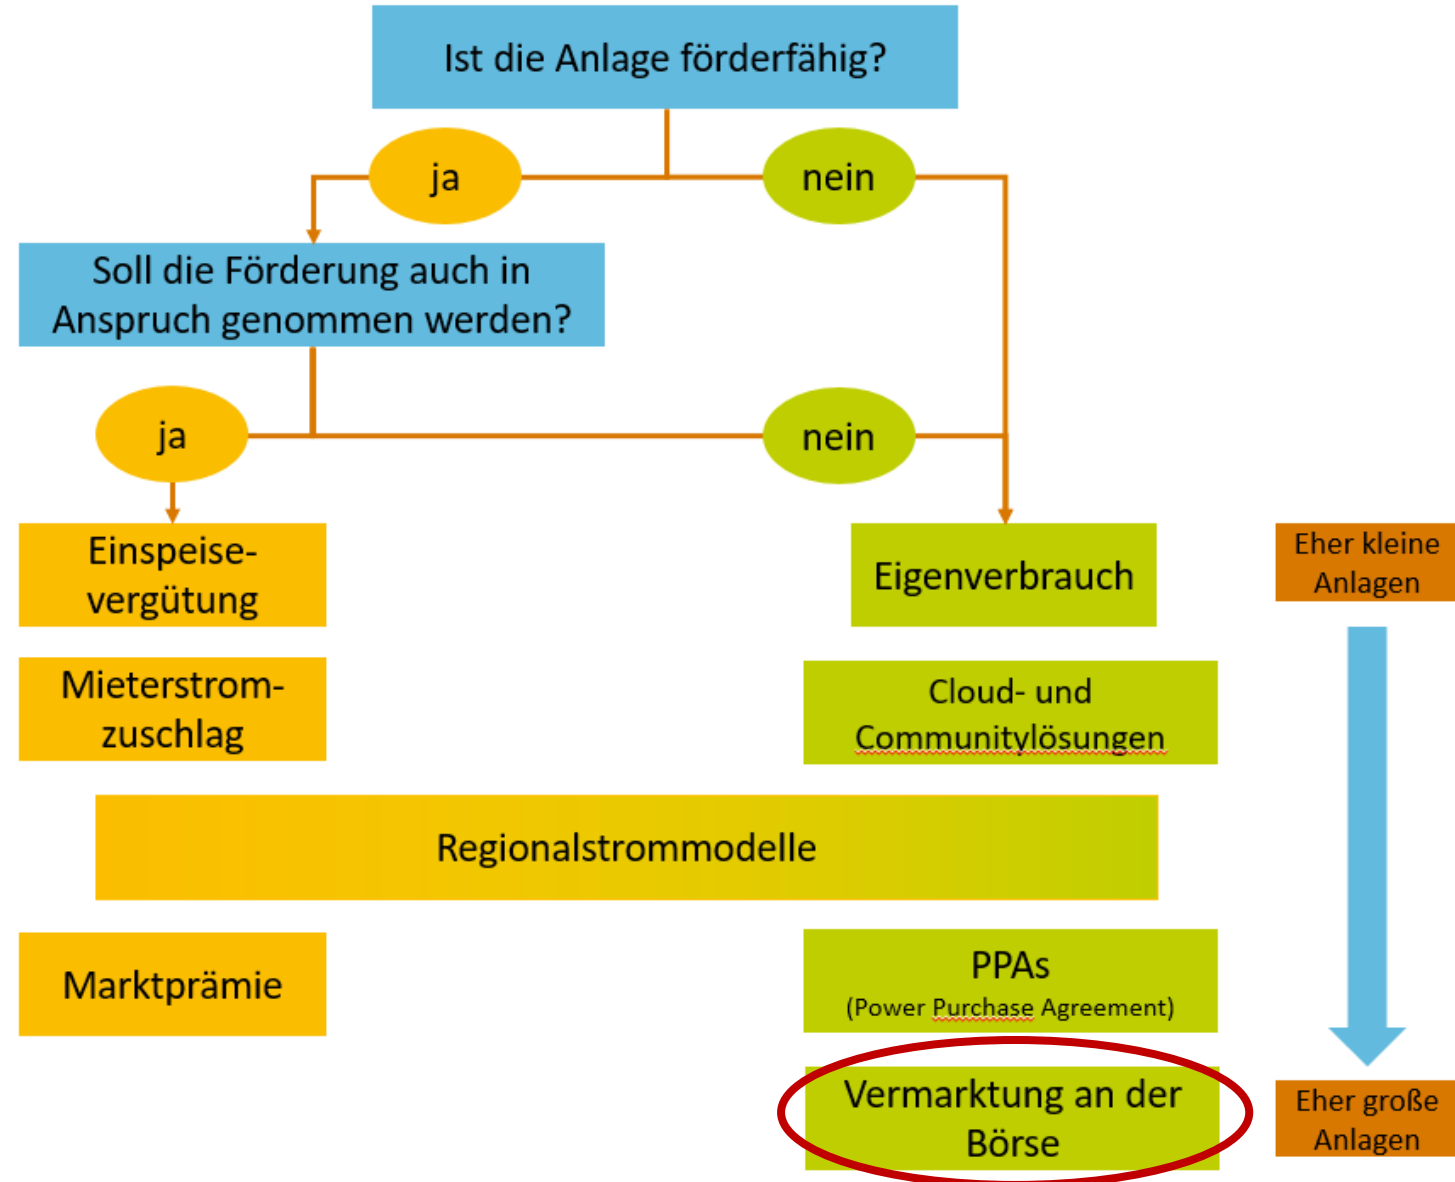 Ist die Anlage förderfähig?
ja
nein
Soll die Förderung auch in
Anspruch genommen werden?
ja
nein
Einspeise-
vergütung
Eigenverbrauch
Eher kleine
Anlagen
Mieterstrom-
zuschlag
Cloud- und
Communitylösungen
Regionalstrommodelle
Marktprämie
PPAs
(Power Purchase Agreement)
Vermarktung an der
Börse
Eher große
Anlagen